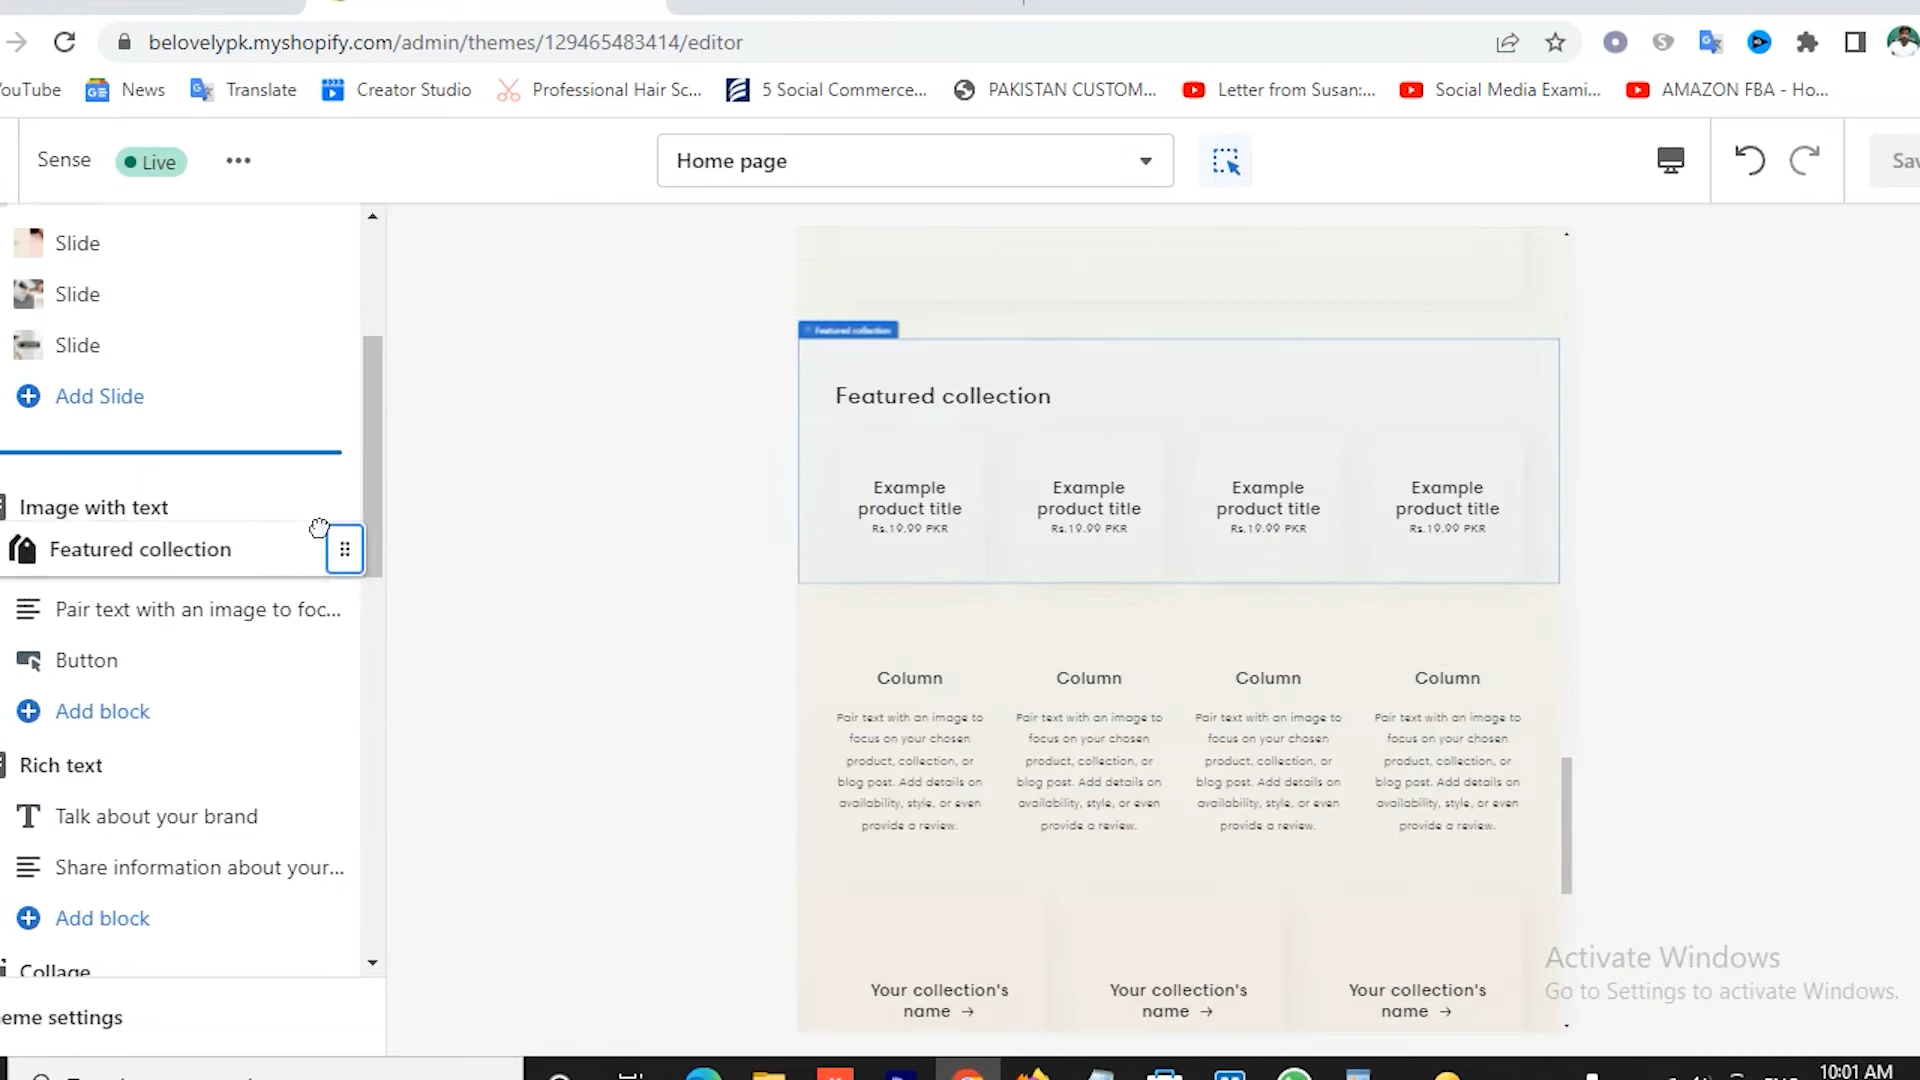 belovelypk.myshopify.com/admin/themes/129465483414/editor
YouTube
News
Translate
Creator Studio
Professional Hair Sc...
5 Social Commerce...
PAKISTAN CUSTOM...
Letter from Susan:...
Social Media Exami...
AMAZON FBA - Ho...
Sense
Live
Home page
Sav
Slide
Slide
Slide
Add Slide
Image with text
Featured collection
Pair text with an image to foc...
Button
Add block
Rich text
Talk about your brand
Share information about your...
Add block
Collage
eme settings
Featured collection
Featured collection
Example
product title
Rs.19.99 PKR
Example
product title
Rs.19.99 PKR
Example
product title
Rs.19.99 PKR
Example
product title
Rs.19.99 PKR
Column
Pair text with an image to
focus on your chosen
product, collection, or
blog post. Add details on
availability, style, or even
provide a review.
Column
Pair text with an image to
focus on your chosen
product, collection, or
blog post. Add details on
availability, style, or even
provide a review.
Column
Pair text with an image to
focus on your chosen
product, collection, or
blog post. Add details on
availability, style, or even
provide a review.
Column
Pair text with an image to
focus on your chosen
product, collection, or
blog post. Add details on
availability, style, or even
provide a review.
Your collection's
name →
Your collection's
name →
Your collection's
name →
Activate Windows
Go to Settings to activate Windows.
10:01 AM